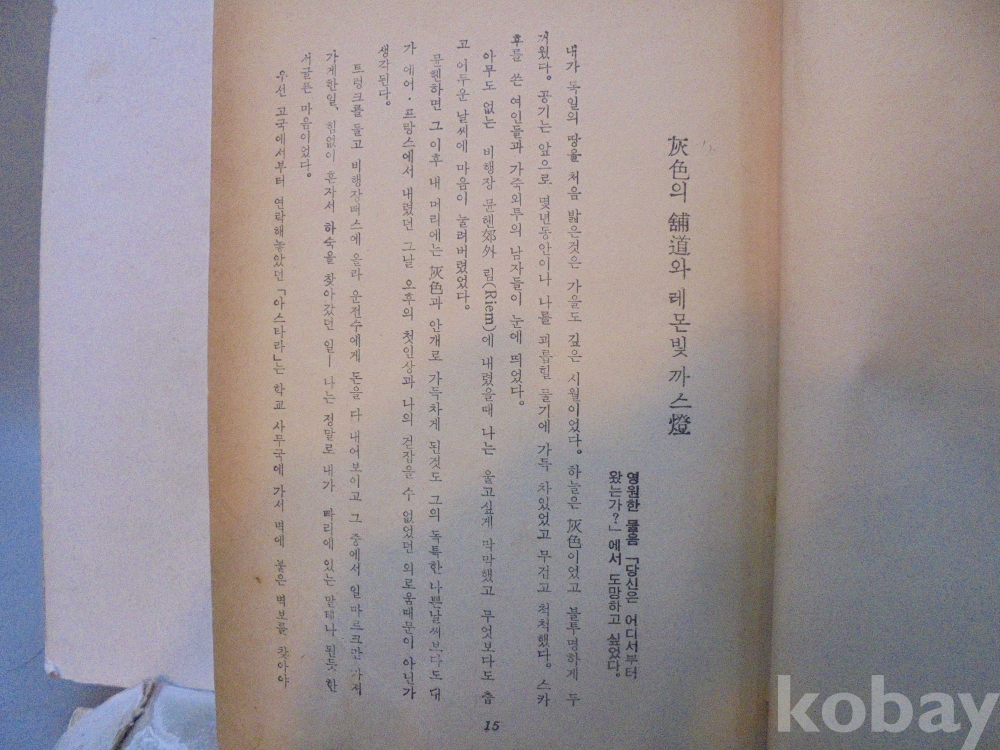 灰色의 舖道와 레몬빛 까스燈
영원한 물음 「당신은 어디서부터
왔는가?」에서 도망하고 싶었다.
내가 독일의 땅을 처음 밟은것은 가을도 깊은 시월이었다. 하늘은 灰色이었고 불투명하게 두
꺼웠다. 공기는 앞으로 몇년동안이나 나를 괴롭힐 물기에 가득 차있었고 무겁고 척척했다. 스카
후를 쓴 여인들과 가죽외투의 남자들이 눈에 띄었다.
아무도 없는 비행장 뮨헨郊外 림(Riem)에 내렸을때 나는 울고싶게 막막했고 무엇보다도 춥
고 어두운 날씨에 마음이 눌려버렸었다.
뮨헨하면 그 이후 내 머리에는 灰色과 안개로 가득차게 된것도 그의 독특한 나쁜날씨보다도 내
가 에어·프랑스에서 내렸던 그날 오후의 첫인상과 나의 걷잡을 수 없었던 외로움때문이 아닌가
생각된다.
트렁크를 들고 비행장뻐스에 올라 운전수에게 돈을 다 내어보이고 그 중에서 일 마르크만 가져
가게한일, 힘없이 혼자서 하숙을 찾아갔던 일― 나는 정말로 내가 빠리에 있는 말테나 된듯 한
서글픈 마음이었다.
우선 고국에서부터 연락해놓았던 「아스타라」는 학교 사무국에 가서 벽에 붙은 벽보를 찾아야
15
kobay